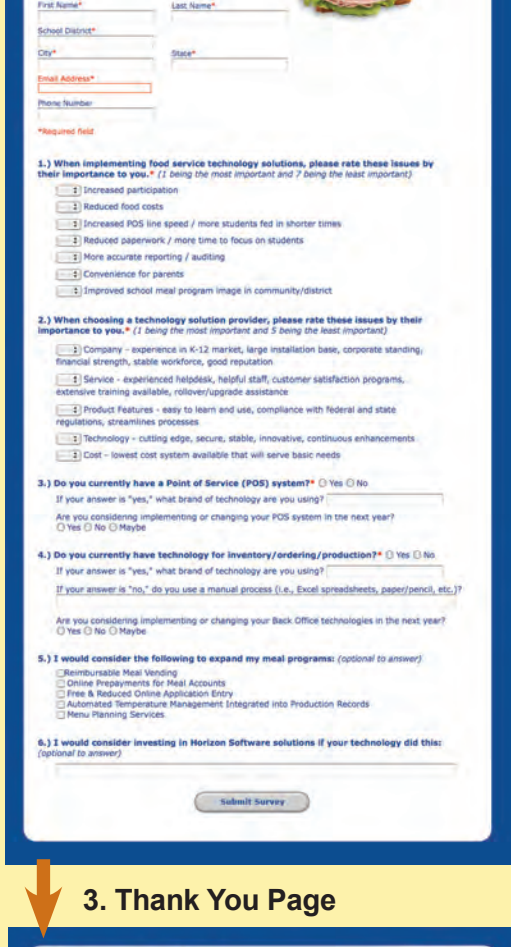 First Name* Last Name*
School District*
City* State*
Email Address*
Phone Number
*Required field
1.) When implementing food service technology solutions, please rate these issues by
their importance to you.* (1 being the most important and 7 being the least important)
Increased participation
Reduced food costs
Increased POS line speed / more students fed in shorter times
Reduced paperwork / more time to focus on students
More accurate reporting / auditing
Convenience for parents
Improved school meal program image in community/district
2.) When choosing a technology solution provider, please rate these issues by their
importance to you.* (1 being the most important and 5 being the least important)
Company - experience in K-12 market, large installation base, corporate standing,
financial strength, stable workforce, good reputation
Service - experienced helpdesk, helpful staff, customer satisfaction programs,
extensive training available, rollover/upgrade assistance
Product Features - easy to learn and use, compliance with federal and state
regulations, streamlines processes
Technology - cutting edge, secure, stable, innovative, continuous enhancements
Cost - lowest cost system available that will serve basic needs
3.) Do you currently have a Point of Service (POS) system?* Yes No
If your answer is "yes," what brand of technology are you using?
Are you considering implementing or changing your POS system in the next year?
Yes No Maybe
4.) Do you currently have technology for inventory/ordering/production?* Yes No
If your answer is "yes," what brand of technology are you using?
If your answer is "no," do you use a manual process (i.e., Excel spreadsheets, paper/pencil, etc.)?
Are you considering implementing or changing your Back Office technologies in the next year?
Yes No Maybe
5.) I would consider the following to expand my meal programs: (optional to answer)
Reimbursable Meal Vending
Online Prepayments for Meal Accounts
Free & Reduced Online Application Entry
Automated Temperature Management Integrated into Production Records
Menu Planning Services
6.) I would consider investing in Horizon Software solutions if your technology did this:
(optional to answer)
Submit Survey
3. Thank You Page